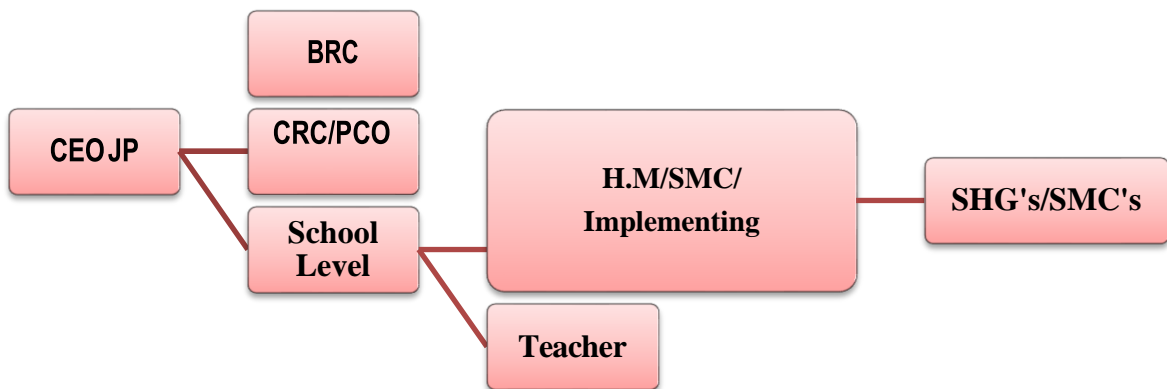 BRC
CEO JP
CRC/PCO
School
Level
H.M/SMC/
Implementing
Teacher
SHG's/SMC's